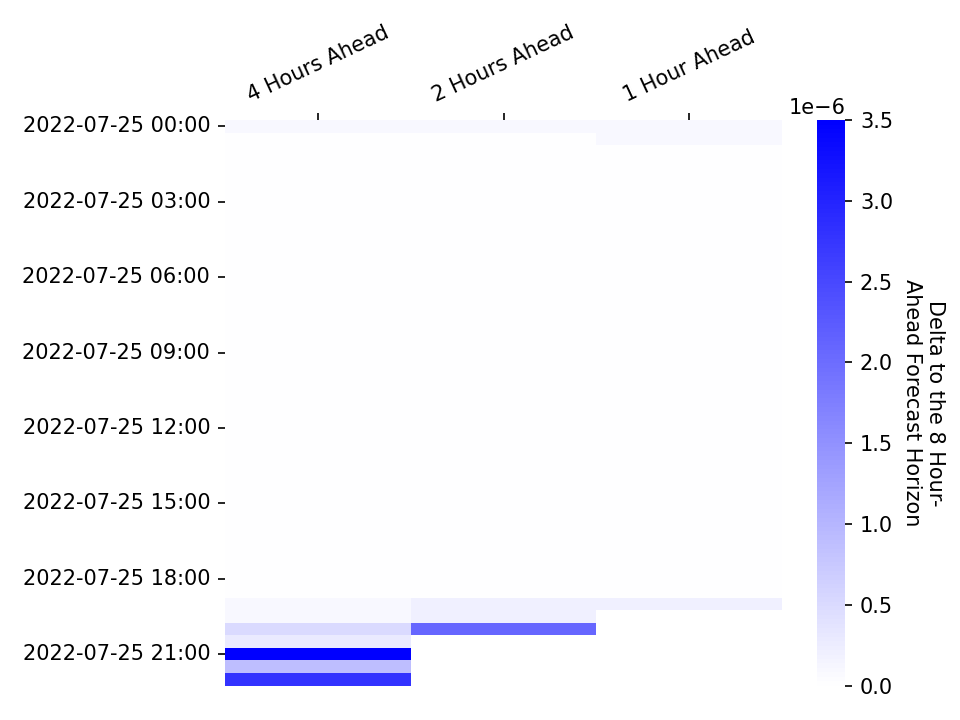 4 Hours Ahead
2 Hours Ahead
1 Hour Ahead
1e−6
2022-07-25 00:00
2022-07-25 03:00
2022-07-25 06:00
2022-07-25 09:00
2022-07-25 12:00
2022-07-25 15:00
2022-07-25 18:00
2022-07-25 21:00
3.5
3.0
2.5
2.0
1.5
1.0
0.5
0.0
Delta to the 8 Hour-
Ahead Forecast Horizon